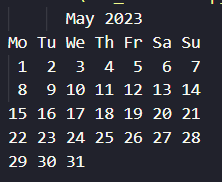 May 2023
Mo Tu We Th Fr Sa Su
1 2 3 4 5 6 7
8 9 10 11 12 13 14
15 16 17 18 19 20 21
22 23 24 25 26 27 28
29 30 31